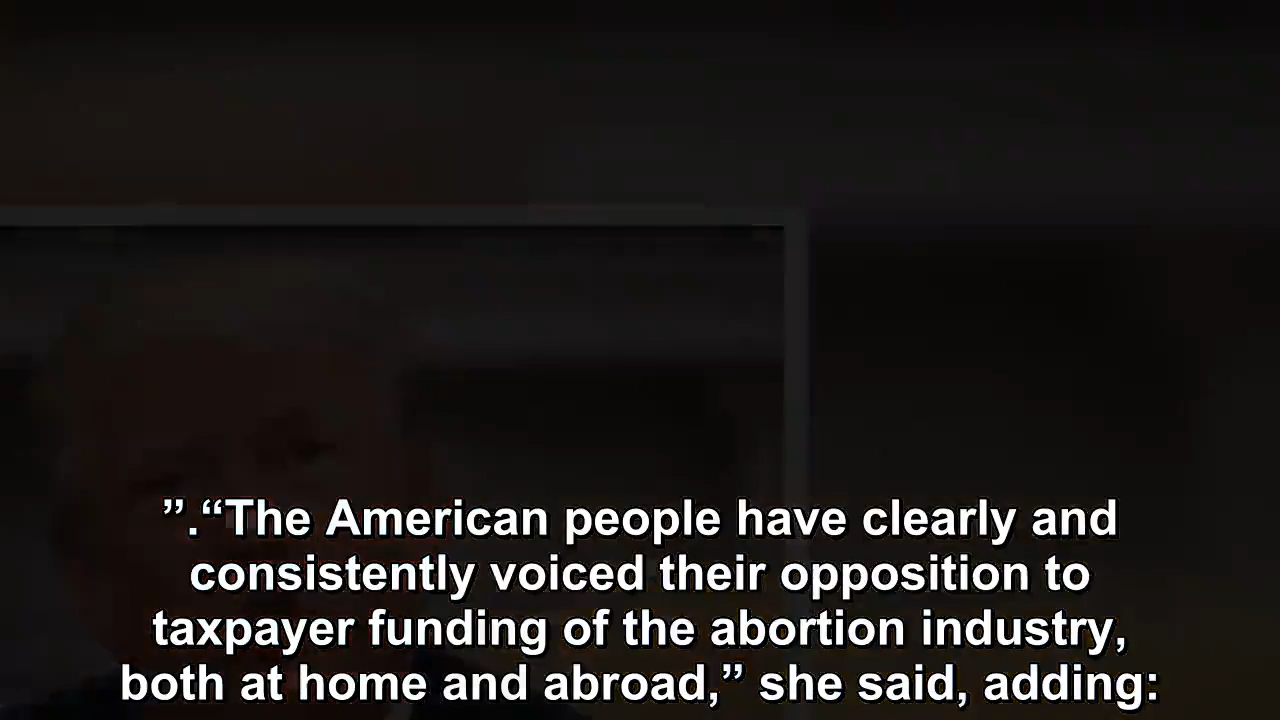 ”.“The American people have clearly and
consistently voiced their opposition to
taxpayer funding of the abortion industry,
both at home and abroad,” she said, adding: